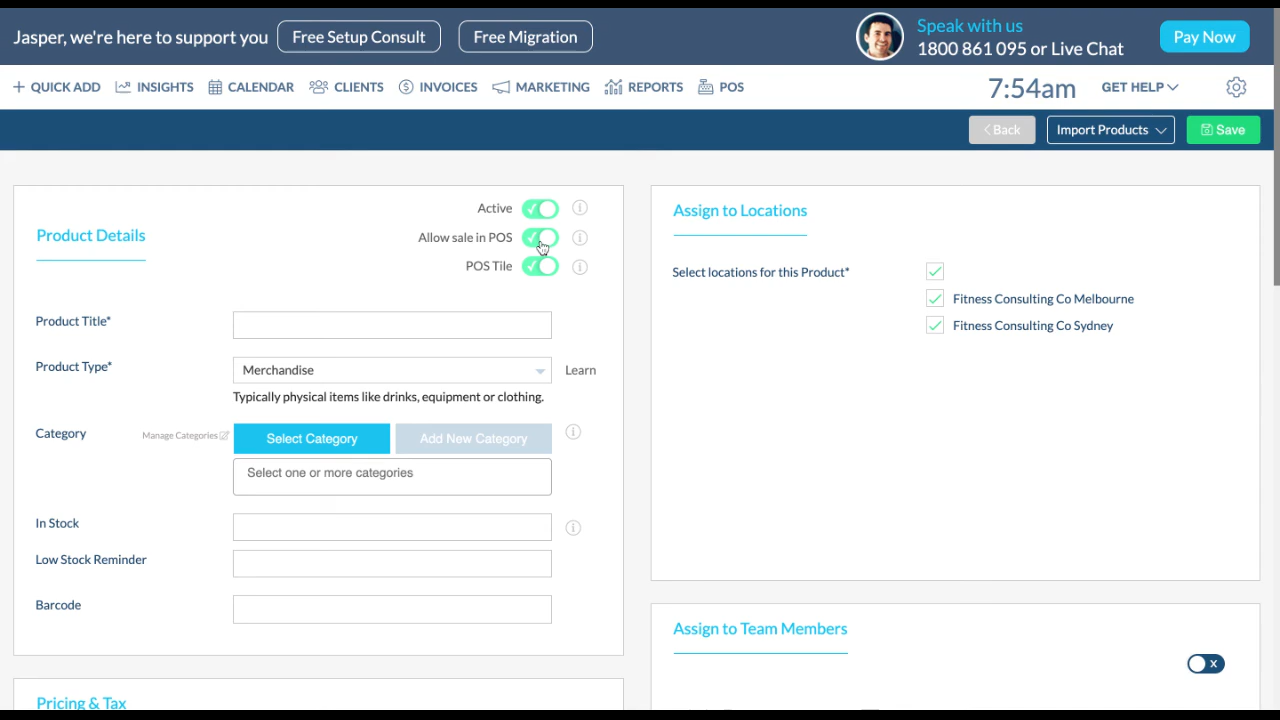 Jasper, we're here to support you
Free Setup Consult
Free Migration
Speak with us
1800 861 095 or Live Chat
Pay Now
QUICK ADD
INSIGHTS
CALENDAR
CLIENTS
INVOICES
MARKETING
REPORTS
POS
7:54am
GET HELP
Back
Import Products
Save
Product Details
Active
Allow sale in POS
POS Tile
Product Title*
Product Type*
Merchandise
Learn
Typically physical items like drinks, equipment or clothing.
Category
Manage Categories
Select Category
Add New Category
Select one or more categories
In Stock
Low Stock Reminder
Barcode
Pricing & Tax
Assign to Locations
Select locations for this Product*
Fitness Consulting Co Melbourne
Fitness Consulting Co Sydney
Assign to Team Members
X